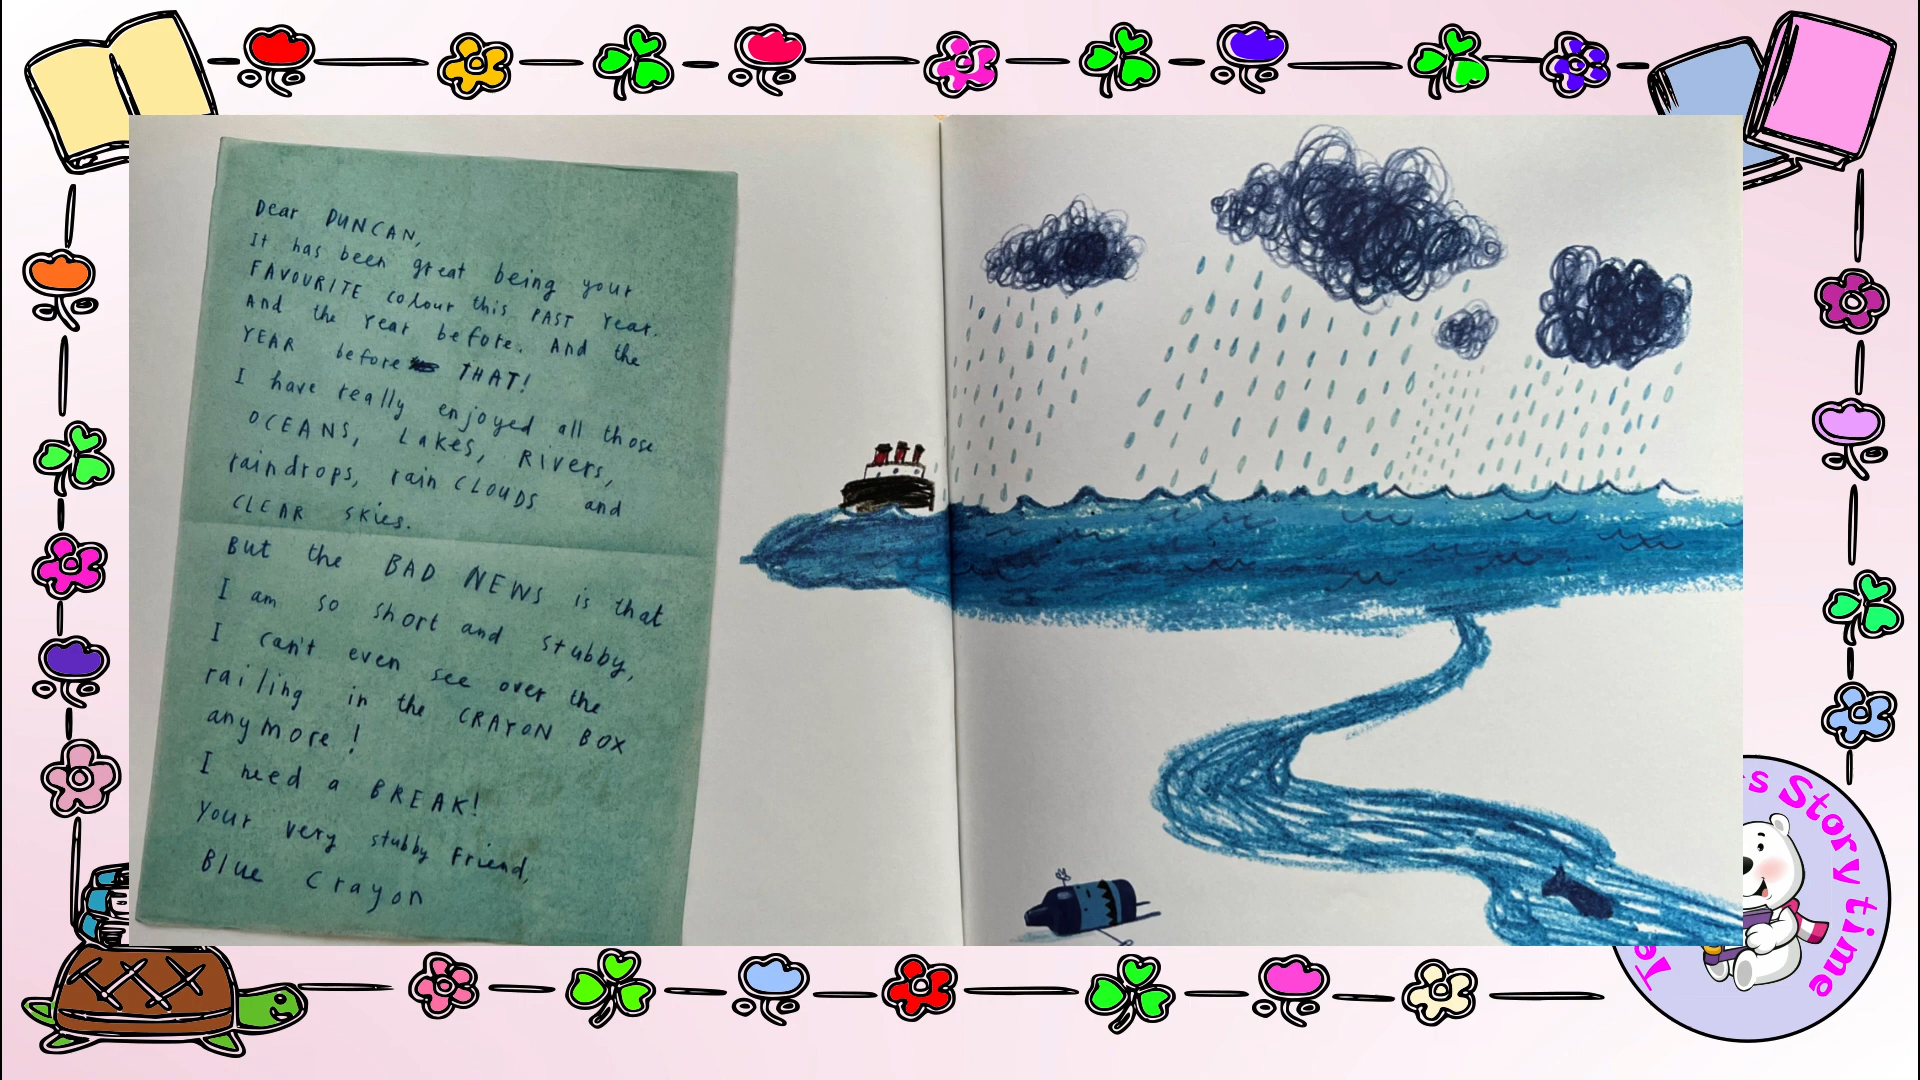 Dear DUNCAN,
It has been great being your
FAVOURITE colour this PAST year.
And the year before. And the
YEAR before THAT!
I have really enjoyed all those
OCEANS, Lakes, Rivers,
raindrops, rain CLOUDS and
CLEAR skies.
But the BAD NEWS is that
I am so short and stubby,
I can't even see over the
railing in the CRAYON BOX
anymore!
I need a BREAK!
Your very stubby Friend,
Blue Crayon
s Story time